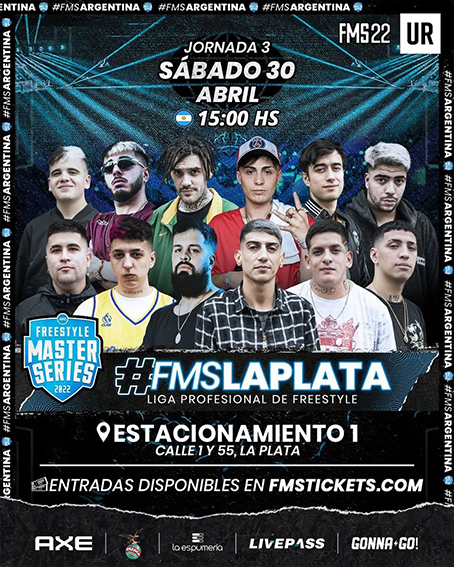 #FMSARGENTINA #FMSARGENTINA #FMSARGENTINA #FMSARGENTINA
FMS22 UR
JORNADA 3
SÁBADO 30
ABRIL
15:00 HS
FREESTYLE
MASTER
SERIES
2022
#FMSLAPLATA
LIGA PROFESIONAL DE FREESTYLE
ESTACIONAMIENTO 1
CALLE 1 Y 55, LA PLATA
ENTRADAS DISPONIBLES EN FMSTICKETS.COM
AXE
la espumería
LIVEPASS
GONNA+GO!